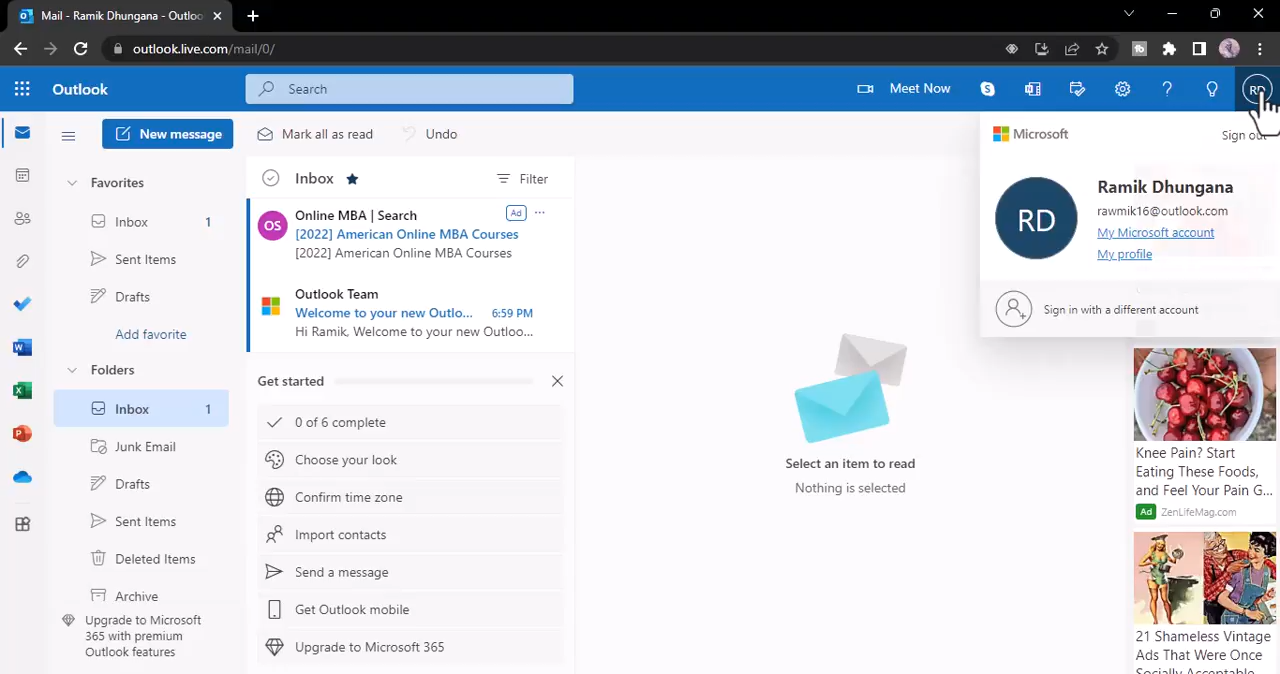 Mail - Ramik Dhungana - Outloo
outlook.live.com/mail/0/
Outlook
Search
Meet Now
RD
New message
Mark all as read
Undo
Microsoft
Sign out
Favorites
Inbox
Filter
Ramik Dhungana
RD
rawmik16@outlook.com
My Microsoft account
My profile
Sign in with a different account
Inbox 1
Sent Items
Drafts
Add favorite
Folders
Inbox 1
Junk Email
Drafts
Sent Items
Deleted Items
Archive
Upgrade to Microsoft
365 with premium
Outlook features
OS
Online MBA | Search
Ad
[2022] American Online MBA Courses
[2022] American Online MBA Courses
Outlook Team
Welcome to your new Outlo... 6:59 PM
Hi Ramik, Welcome to your new Outloo...
Get started
0 of 6 complete
Choose your look
Confirm time zone
Import contacts
Send a message
Get Outlook mobile
Upgrade to Microsoft 365
Select an item to read
Nothing is selected
Knee Pain? Start
Eating These Foods,
and Feel Your Pain G...
Ad ZenLifeMag.com
21 Shameless Vintage
Ads That Were Once
Socially Acceptable